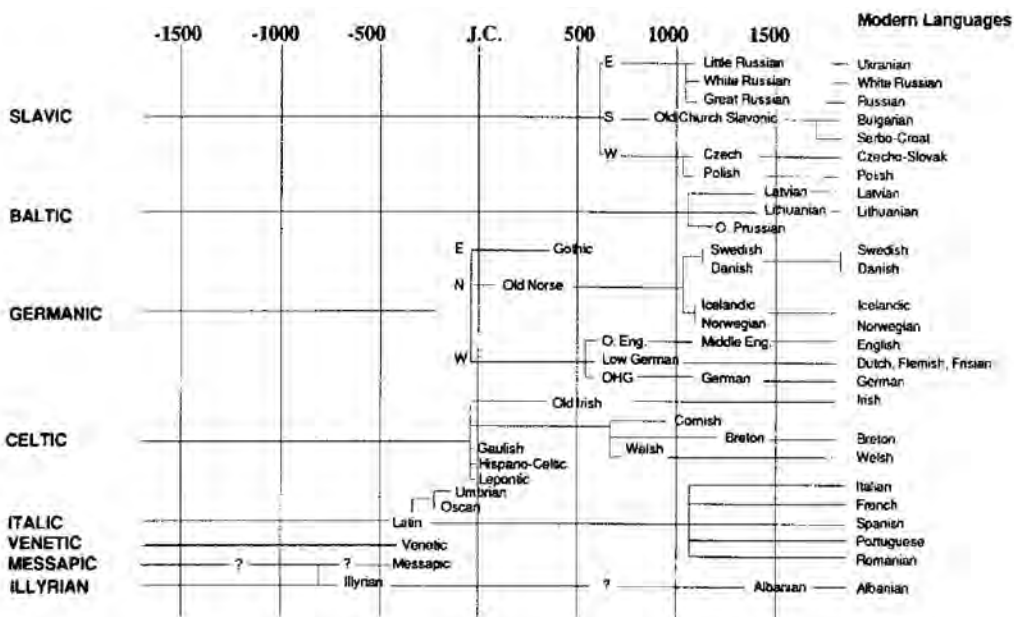 Modern Languages
-1500 -1000 -500 J.C. 500 1000 1500
E Little Russian Ukranian
White Russian White Russian
Great Russian Russian
SLAVIC S Old Church Slavonic Bulgarian
Serbo-Croat
W Czech Czecho-Slovak
Polish Polish
Latvian Latvian
BALTIC Lithuanian Lithuanian
O. Prussian
E Gothic Swedish Swedish
Danish Danish
N Old Norse
Icelandic Icelandic
GERMANIC Norwegian Norwegian
O. Eng. Middle Eng. English
W Low German Dutch, Flemish, Frisian
OHG German German
Old Irish Irish
Cornish
CELTIC Breton Breton
Gaulish Welsh Welsh
Hispano-Celtic
Lepontic
Umbrian Italian
Oscan French
ITALIC Latin Spanish
VENETIC Venetic Portuguese
MESSAPIC ? ? Messapic Romanian
ILLYRIAN Illyrian ? Albanian Albanian